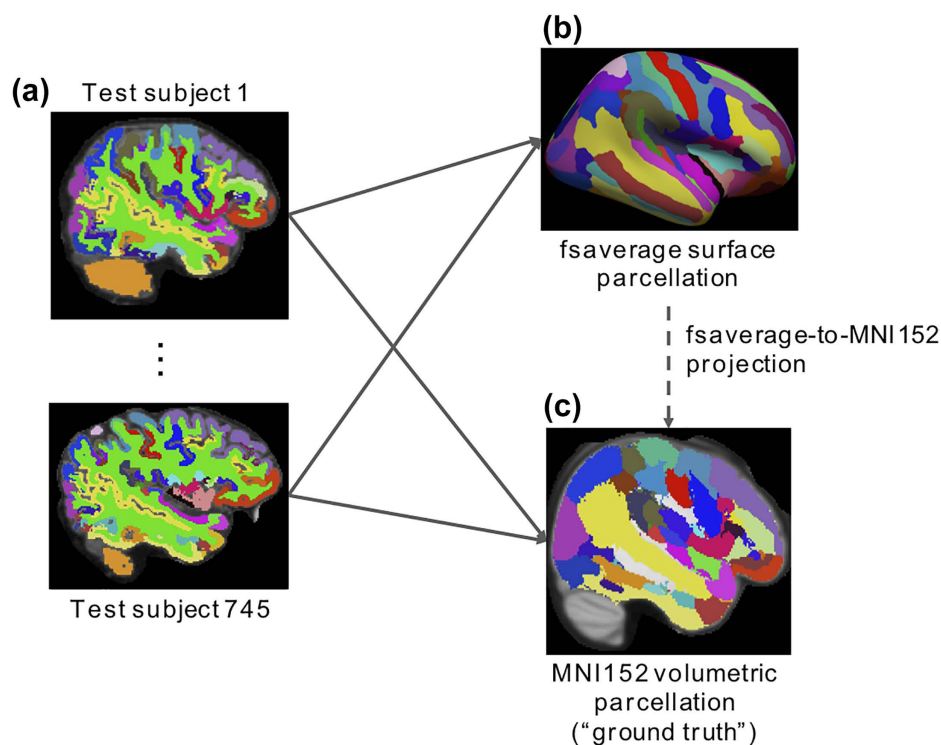 (a)
Test subject 1
⋮
Test subject 745
(b)
fsaverage surface
parcellation
fsaverage-to-MNI152
projection
(c)
MNI152 volumetric
parcellation
(“ground truth”)